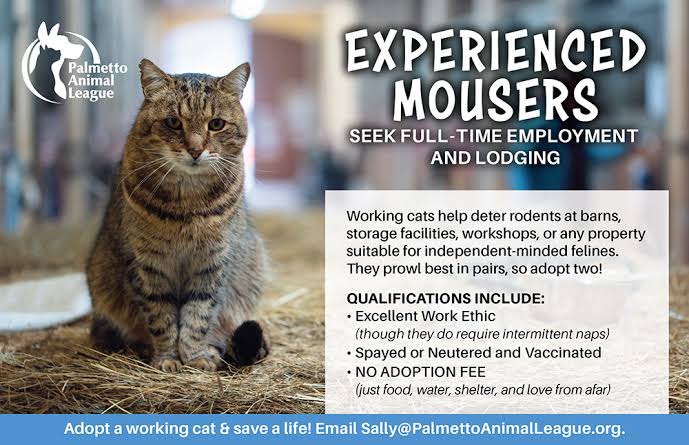 Palmetto
Animal
League
EXPERIENCED
MOUSERS
SEEK FULL-TIME EMPLOYMENT
AND LODGING
Working cats help deter rodents at barns,
storage facilities, workshops, or any property
suitable for independent-minded felines.
They prowl best in pairs, so adopt two!
QUALIFICATIONS INCLUDE:
• Excellent Work Ethic
(though they do require intermittent naps)
• Spayed or Neutered and Vaccinated
• NO ADOPTION FEE
(just food, water, shelter, and love from afar)
Adopt a working cat & save a life! Email Sally@PalmettoAnimalLeague.org.